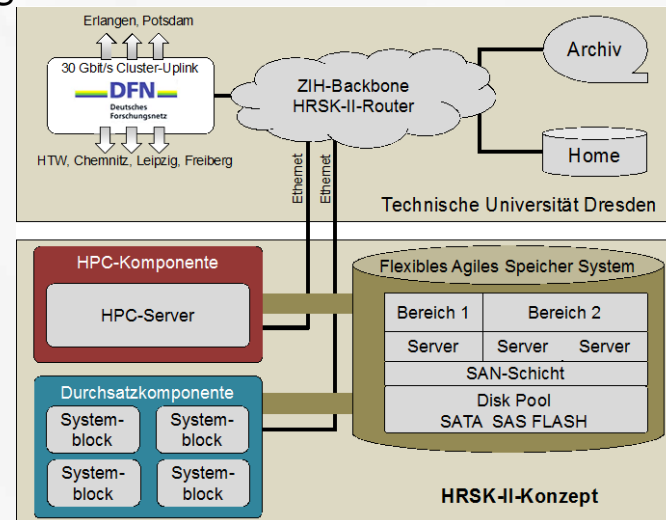 Erlangen, Potsdam
30 Gbit/s Cluster-Uplink
DFN
Deutsches
Forschungsnetz
HTW, Chemnitz, Leipzig, Freiberg
ZIH-Backbone
HRSK-II-Router
Archiv
Home
Ethernet
Ethernet
Technische Universität Dresden
HPC-Komponente
HPC-Server
Durchsatzkomponente
System-
block
System-
block
System-
block
System-
block
Flexibles Agiles Speicher System
Bereich 1 Bereich 2
Server Server Server
SAN-Schicht
Disk Pool
SATA SAS FLASH
HRSK-II-Konzept